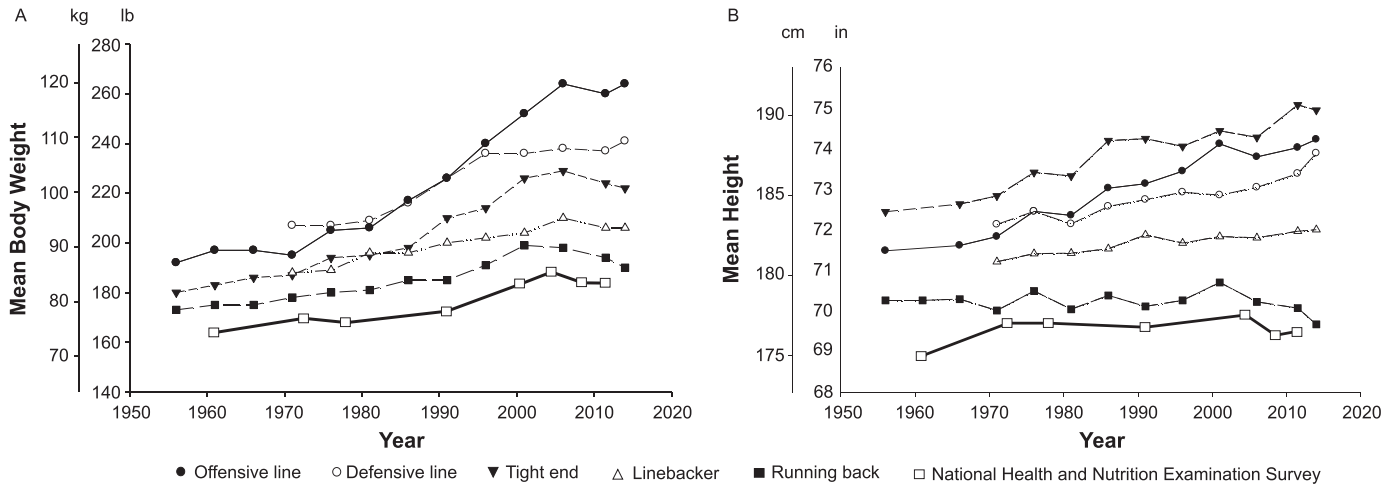 A
kg
lb
280
260
240
220
200
180
160
140
120
110
100
90
80
70
Mean Body Weight
1950
1960
1970
1980
1990
2000
2010
2020
Year
B
cm
in
76
75
74
73
72
71
70
69
68
190
185
180
175
Mean Height
1950
1960
1970
1980
1990
2000
2010
2020
Year
Offensive line
Defensive line
Tight end
Linebacker
Running back
National Health and Nutrition Examination Survey